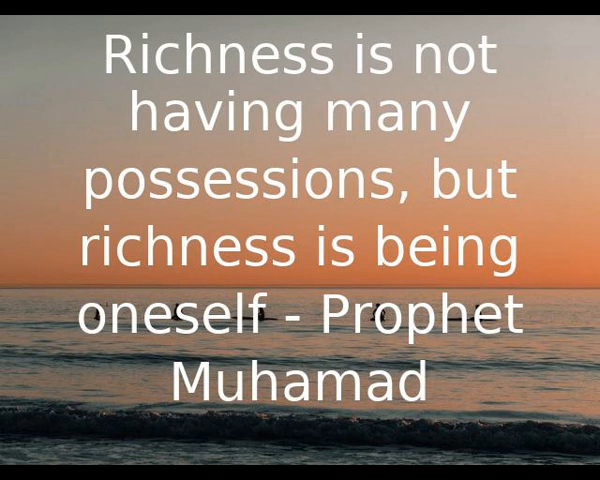 Richness is not
having many
possessions, but
richness is being
oneself - Prophet
Muhamad